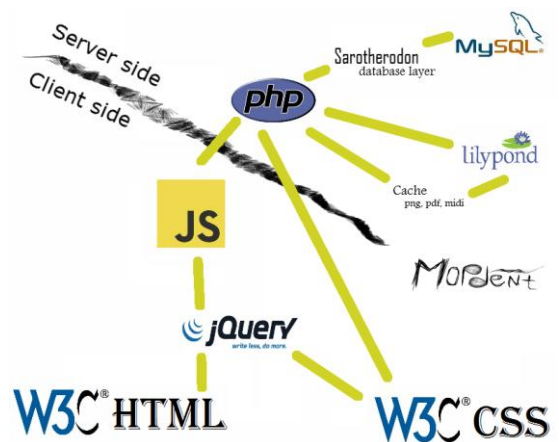 Server side
Client side
php
Sarotherodon
database layer
MySQL®
lilypond
Cache
png, pdf, midi
JS
Mordent
jQuery
write less, do more.
W3C® HTML
W3C® CSS